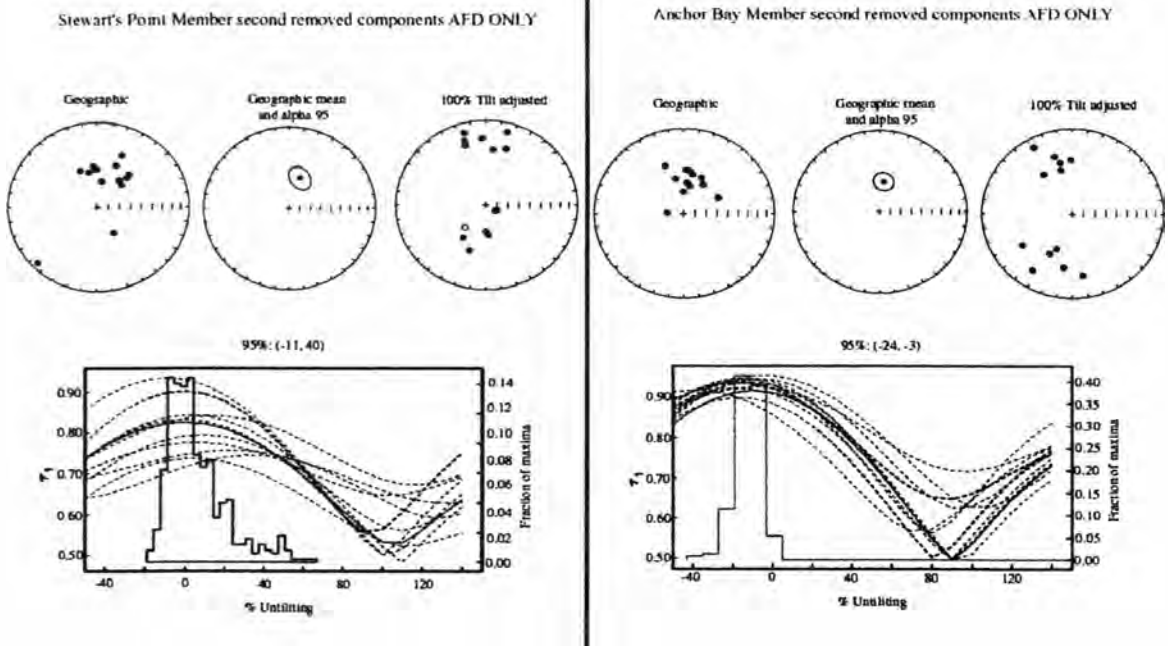 Stewart's Point Member second removed components AFD ONLY
Geographic
Geographic mean
and alpha 95
100% Tilt adjusted
95%: (-11, 40)
0.90
0.80
0.70
0.60
0.50
τ1
0.14
0.12
0.10
0.08
0.06
0.04
0.02
0.00
Fraction of maxima
-40 0 40 80 120
% Untilting
Anchor Bay Member second removed components AFD ONLY
Geographic
Geographic mean
and alpha 95
100% Tilt adjusted
95%: (-24, -3)
0.90
0.80
0.70
0.60
0.50
τ1
0.40
0.35
0.30
0.25
0.20
0.15
0.10
0.05
0.00
Fraction of maxima
-40 0 40 80 120
% Untilting